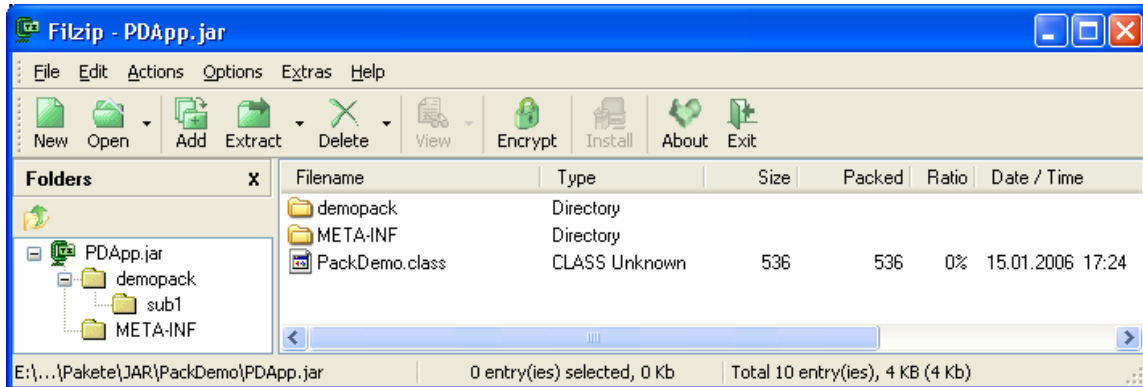 Filzip - PDApp.jar
File Edit Actions Options Extras Help
New Open Add Extract Delete View Encrypt Install About Exit
Folders x Filename Type Size Packed Ratio Date / Time
demopack Directory
META-INF Directory
PackDemo.class CLASS Unknown 536 536 0% 15.01.2006 17:24
PDApp.jar
demopack
sub1
META-INF
E:\...\Pakete\JAR\PackDemo\PDApp.jar 0 entry(ies) selected, 0 Kb Total 10 entry(ies), 4 KB (4 Kb)